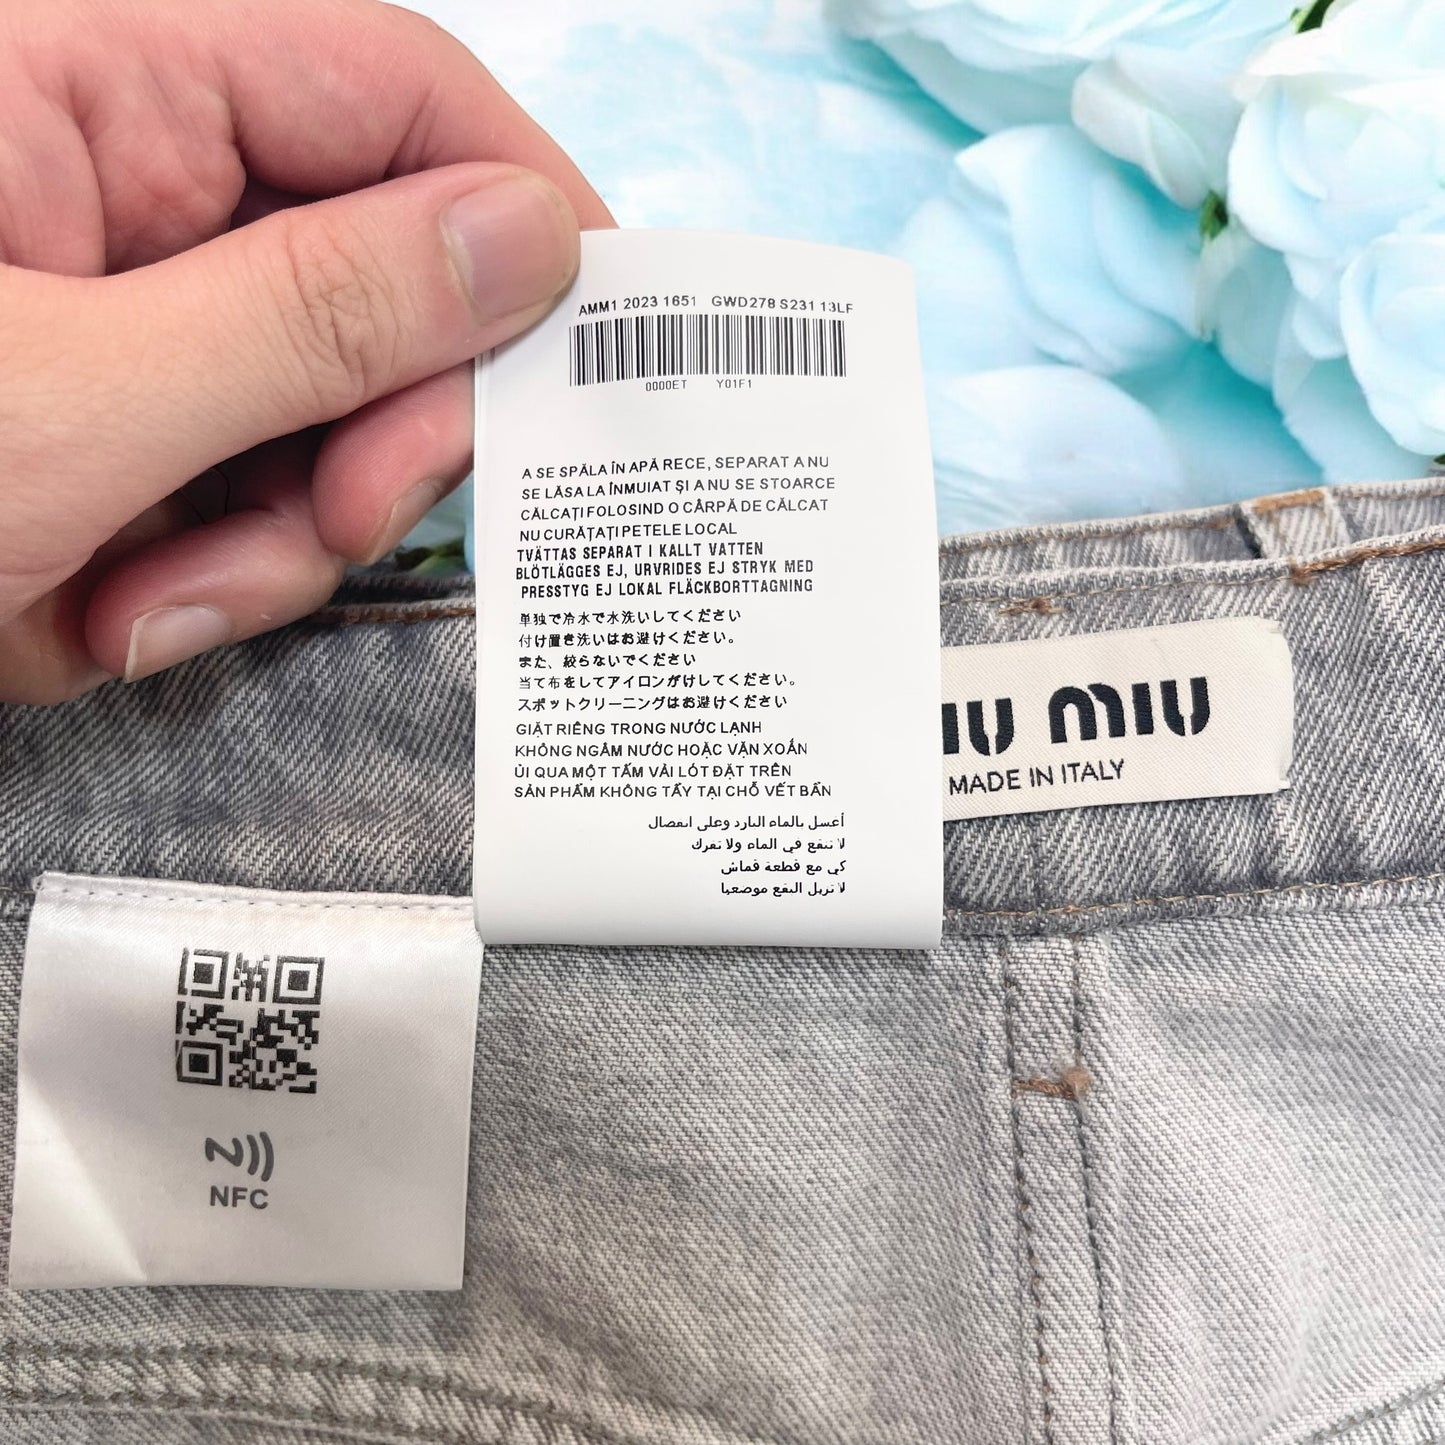 AMM1 2023 1651 GWD278 S231 13LF
0000ET Y01F1
A SE SPĂLA ÎN APĂ RECE, SEPARAT A NU
SE LĂSA LA ÎNMUIAT ȘI A NU SE STOARCE
CĂLCAȚI FOLOSIND O CÂRPĂ DE CĂLCAT
NU CURĂȚAȚI PETELE LOCAL
TVÄTTAS SEPARAT I KALLT VATTEN
BLÖTLÄGGES EJ, URVRIDES EJ STRYK MED
PRESSTYG EJ LOKAL FLÄCKBORTTAGNING
単独で冷水で水洗いしてください
付け置き洗いはお避けください。
また、絞らないでください
当て布をしてアイロンがけしてください。
スポットクリーニングはお避けください
GIẶT RIÊNG TRONG NƯỚC LẠNH
KHÔNG NGÂM NƯỚC HOẶC VẶN XOẮN
ỦI QUA MỘT TẤM VẢI LÓT ĐẶT TRÊN
SẢN PHẨM KHÔNG TẨY TẠI CHỖ VẾT BẨN
أغسل بالماء البارد وعلى انفصال
لا تنقع في الماء ولا تفرك
كي مع قطعة قماش
لا تزيل البقع موضعيا
IU MIU
MADE IN ITALY
NFC